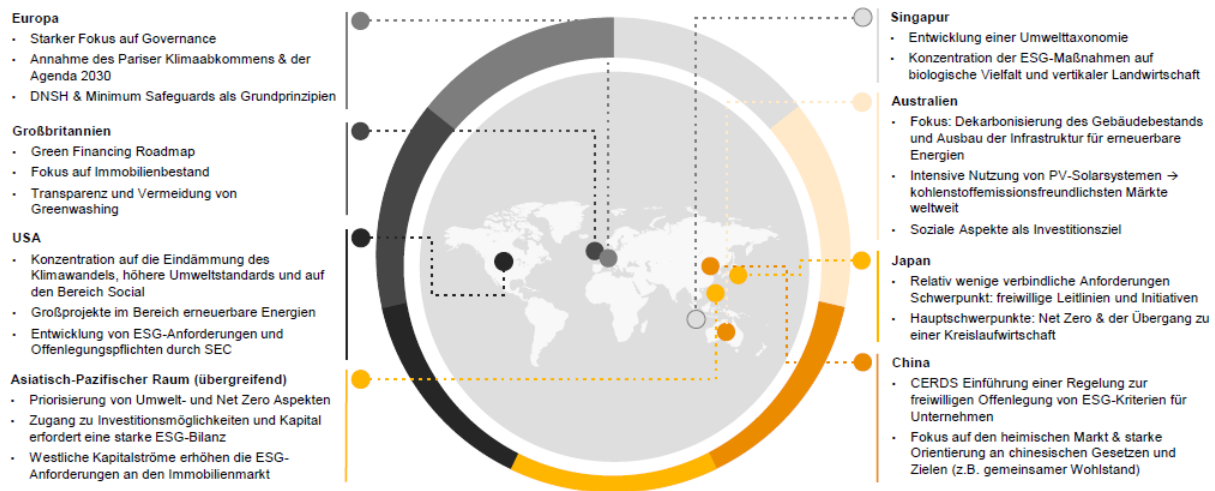 Europa
• Starker Fokus auf Governance
• Annahme des Pariser Klimaabkommens & der
Agenda 2030
• DNSH & Minimum Safeguards als Grundprinzipien
Großbritannien
• Green Financing Roadmap
• Fokus auf Immobilienbestand
• Transparenz und Vermeidung von
Greenwashing
USA
• Konzentration auf die Eindämmung des
Klimawandels, höhere Umweltstandards und auf
den Bereich Social
• Großprojekte im Bereich erneuerbare Energien
• Entwicklung von ESG-Anforderungen und
Offenlegungspflichten durch SEC
Asiatisch-Pazifischer Raum (übergreifend)
• Priorisierung von Umwelt- und Net Zero Aspekten
• Zugang zu Investitionsmöglichkeiten und Kapital
erfordert eine starke ESG-Bilanz
• Westliche Kapitalströme erhöhen die ESG-
Anforderungen an den Immobilienmarkt
Singapur
• Entwicklung einer Umwelttaxonomie
• Konzentration der ESG-Maßnahmen auf
biologische Vielfalt und vertikaler Landwirtschaft
Australien
• Fokus: Dekarbonisierung des Gebäudebestands
und Ausbau der Infrastruktur für erneuerbare
Energien
• Intensive Nutzung von PV-Solarsystemen →
kohlenstoffemissionsfreundlichsten Märkte
weltweit
• Soziale Aspekte als Investitionsziel
Japan
• Relativ wenige verbindliche Anforderungen
Schwerpunkt: freiwillige Leitlinien und Initiativen
• Hauptschwerpunkte: Net Zero & der Übergang zu
einer Kreislaufwirtschaft
China
• CERDS Einführung einer Regelung zur
freiwilligen Offenlegung von ESG-Kriterien für
Unternehmen
• Fokus auf den heimischen Markt & starke
Orientierung an chinesischen Gesetzen und
Zielen (z.B. gemeinsamer Wohlstand)